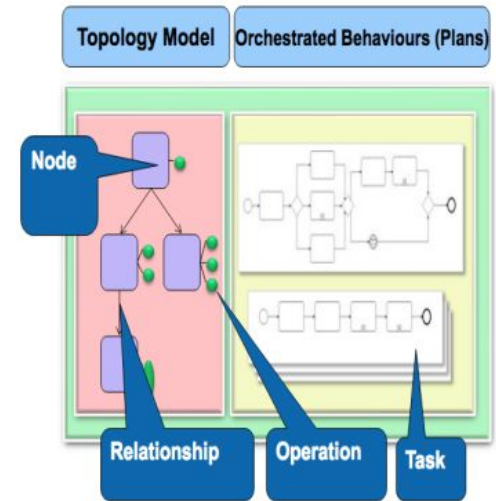 Topology Model
Orchestrated Behaviours (Plans)
Node
Relationship
Operation
Task